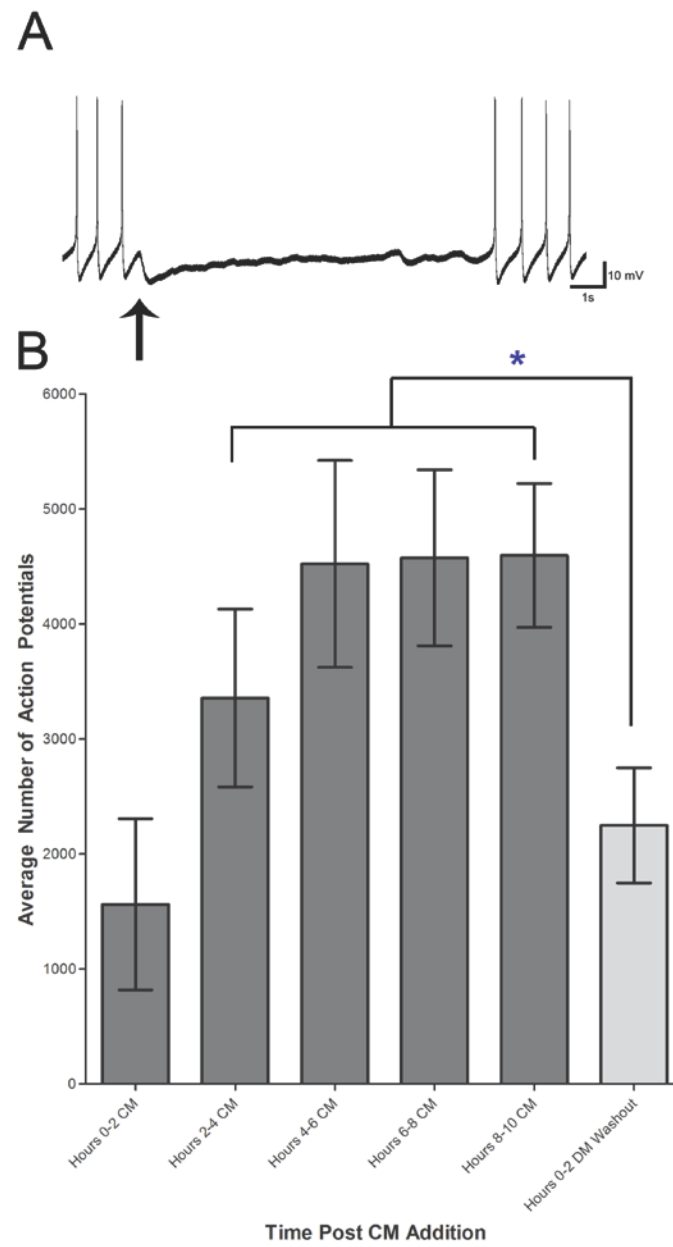 A
10 mV
1s
B
*
6000
5000
4000
3000
2000
1000
0
Average Number of Action Potentials
Hours 0-2 CM
Hours 2-4 CM
Hours 4-6 CM
Hours 6-8 CM
Hours 8-10 CM
Hours 0-2 DM Washout
Time Post CM Addition